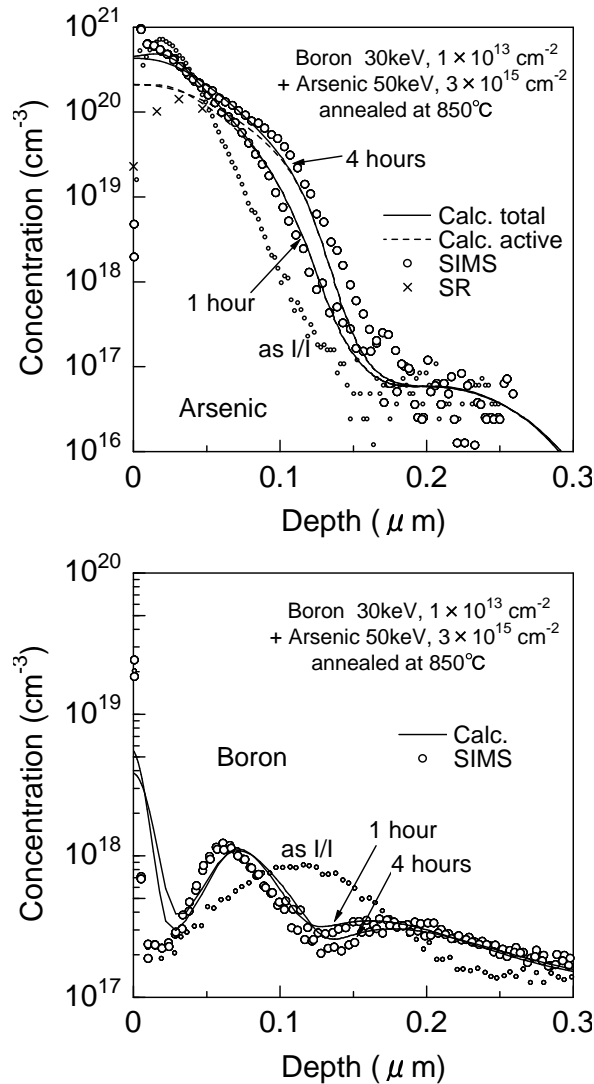 10^21
10^20
10^19
10^18
10^17
10^16
Concentration (cm^-3)
Boron 30keV, 1 × 10^13 cm^-2
+ Arsenic 50keV, 3 × 10^15 cm^-2
annealed at 850℃
4 hours
Calc. total
Calc. active
SIMS
SR
1 hour
as I/I
Arsenic
0 0.1 0.2 0.3
Depth ( μ m)
10^20
10^19
10^18
10^17
Concentration (cm^-3)
Boron 30keV, 1 × 10^13 cm^-2
+ Arsenic 50keV, 3 × 10^15 cm^-2
annealed at 850℃
Calc.
SIMS
Boron
1 hour
as I/I
4 hours
0 0.1 0.2 0.3
Depth ( μ m)